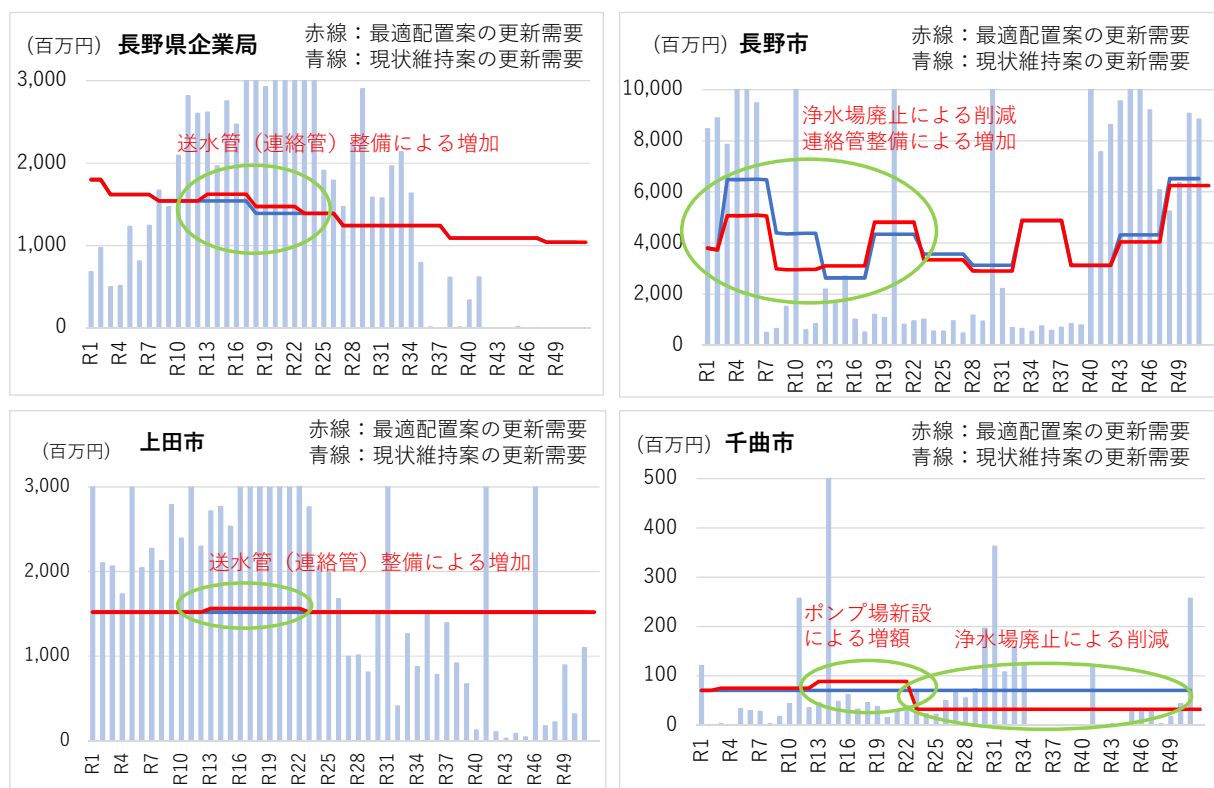 (百万円) 長野県企業局
赤線：最適配置案の更新需要
青線：現状維持案の更新需要
3,000
2,000
1,000
0
送水管（連絡管）整備による増加
R1 R4 R7 R10 R13 R16 R19 R22 R25 R28 R31 R34 R37 R40 R43 R46 R49
(百万円) 長野市
赤線：最適配置案の更新需要
青線：現状維持案の更新需要
10,000
8,000
6,000
4,000
2,000
0
浄水場廃止による削減
連絡管整備による増加
R1 R4 R7 R10 R13 R16 R19 R22 R25 R28 R31 R34 R37 R40 R43 R46 R49
(百万円) 上田市
赤線：最適配置案の更新需要
青線：現状維持案の更新需要
3,000
2,000
1,000
0
送水管（連絡管）整備による増加
R1 R4 R7 R10 R13 R16 R19 R22 R25 R28 R31 R34 R37 R40 R43 R46 R49
(百万円) 千曲市
赤線：最適配置案の更新需要
青線：現状維持案の更新需要
500
400
300
200
100
0
ポンプ場新設
による増額
浄水場廃止による削減
R1 R4 R7 R10 R13 R16 R19 R22 R25 R28 R31 R34 R37 R40 R43 R46 R49